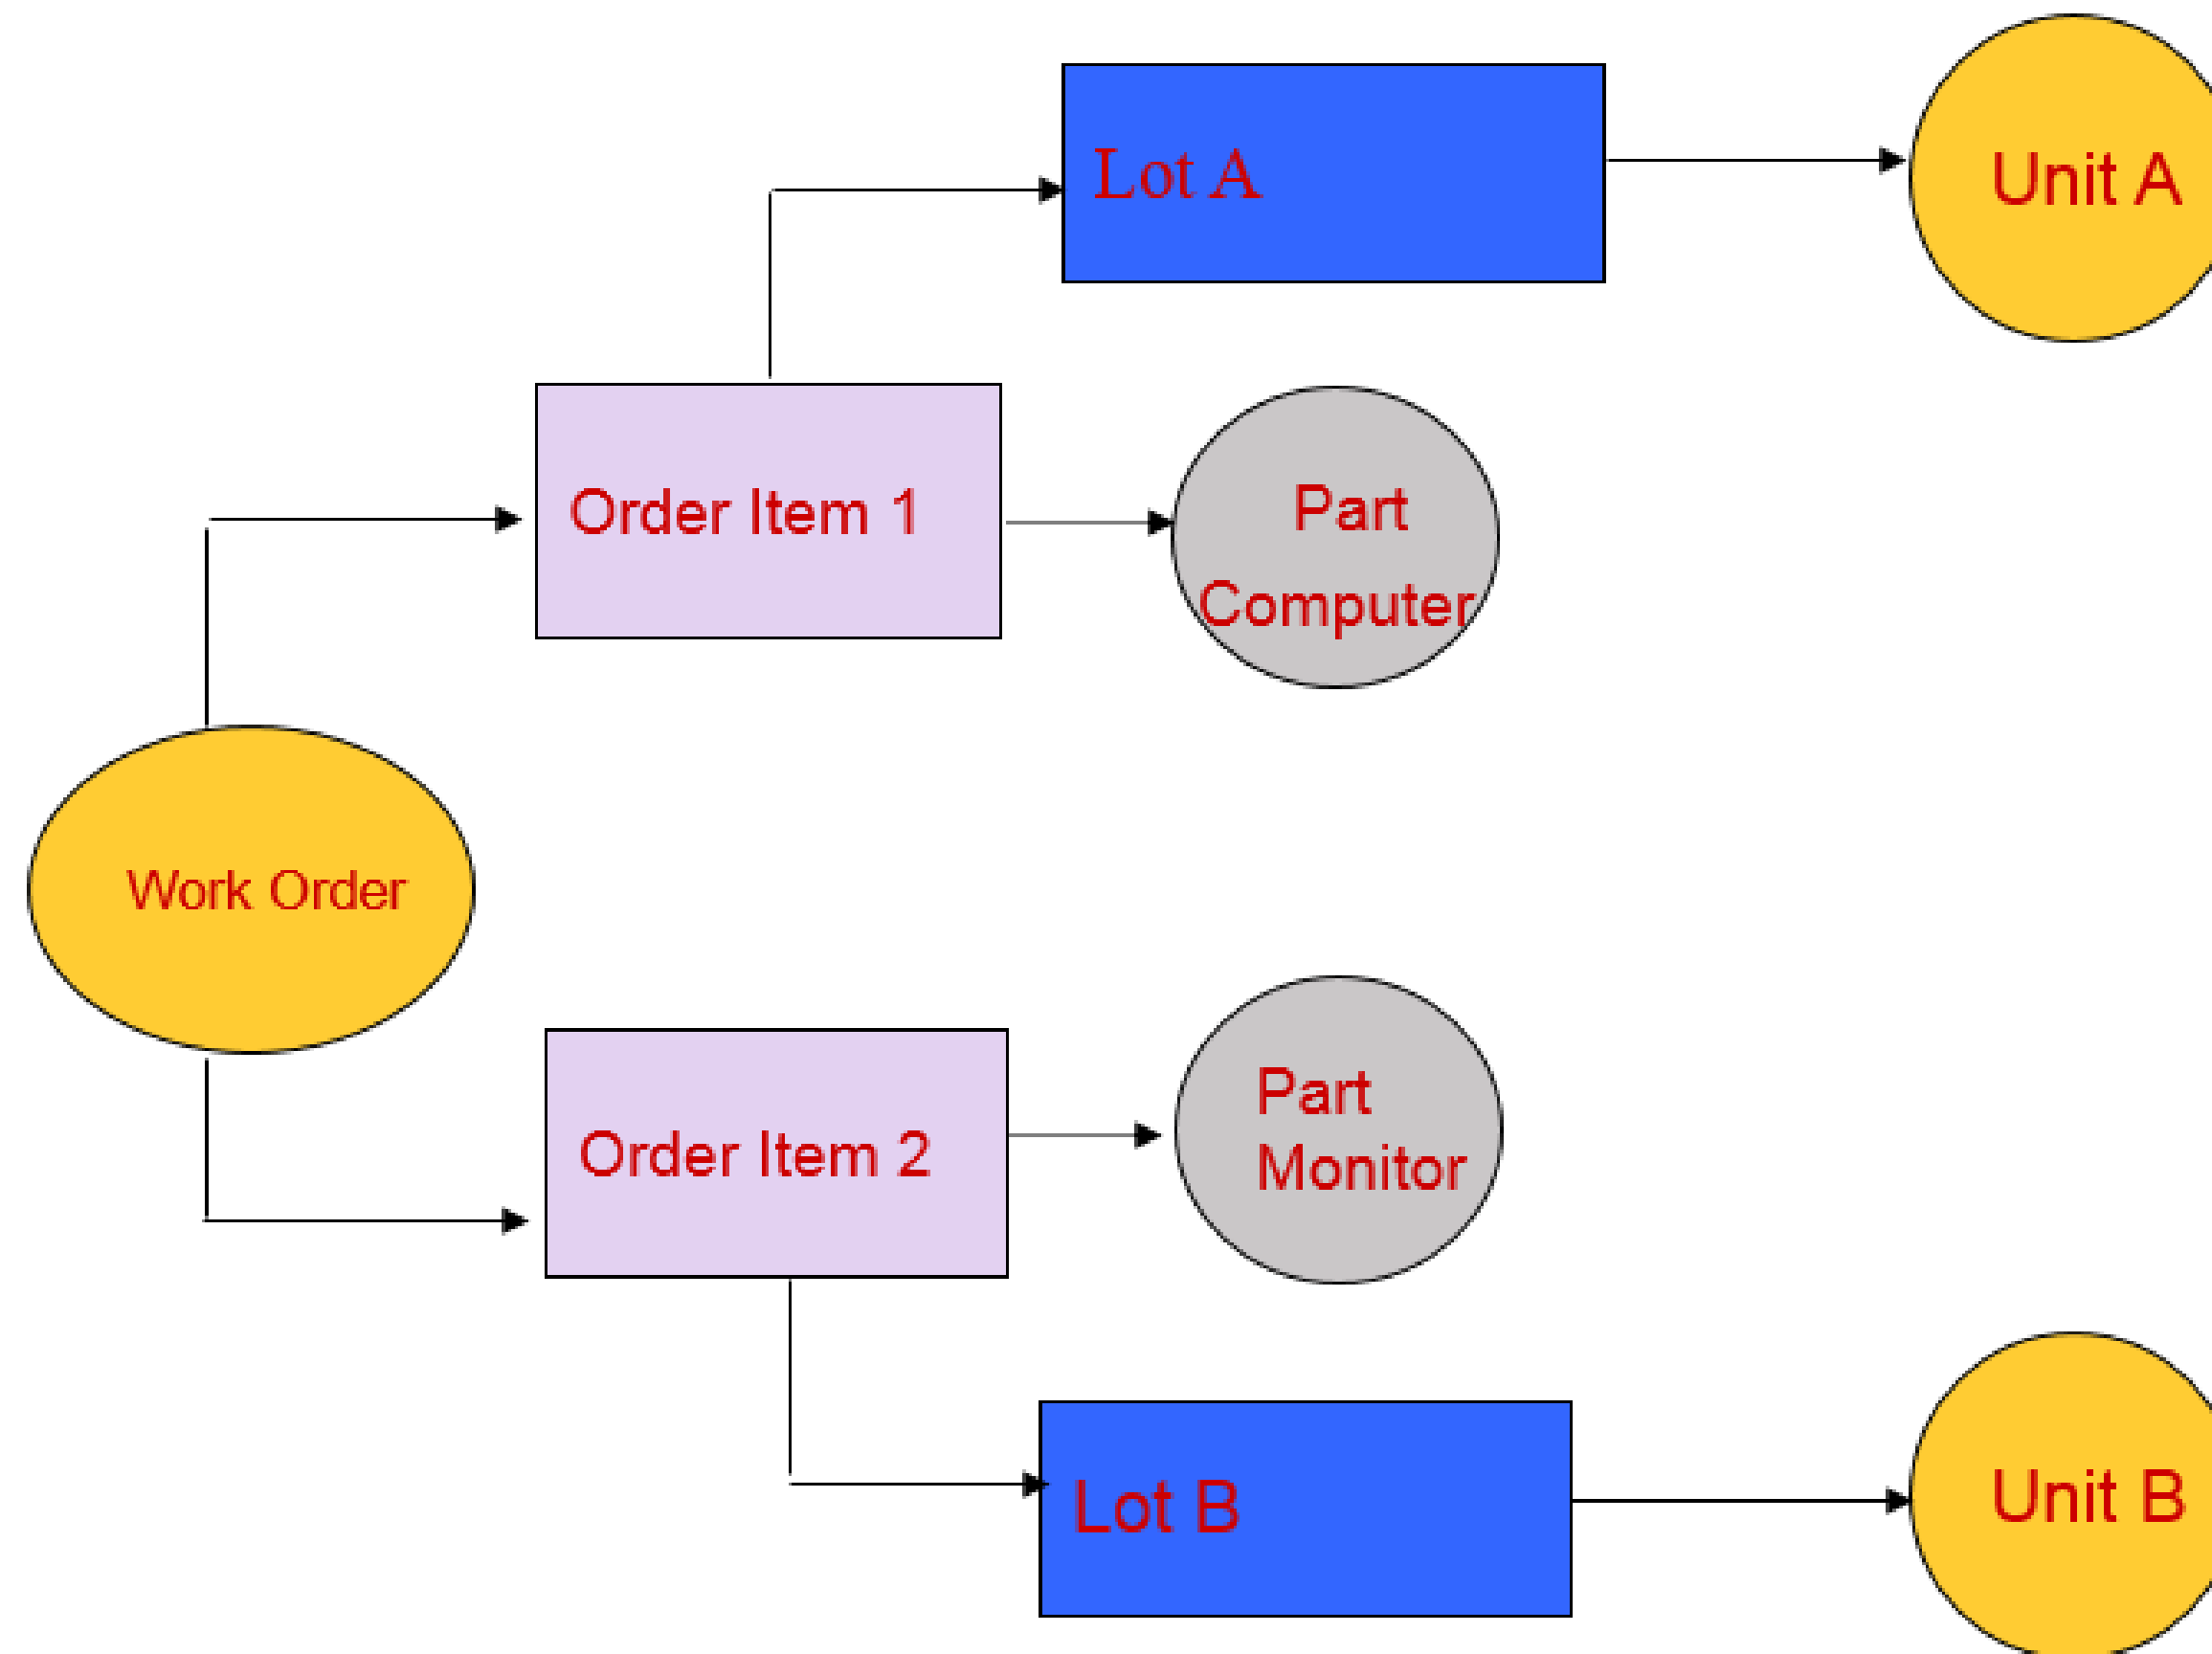 Lot A
Unit A
Order Item 1
Part
Computer
Work Order
Order Item 2
Part
Monitor
Lot B
Unit B